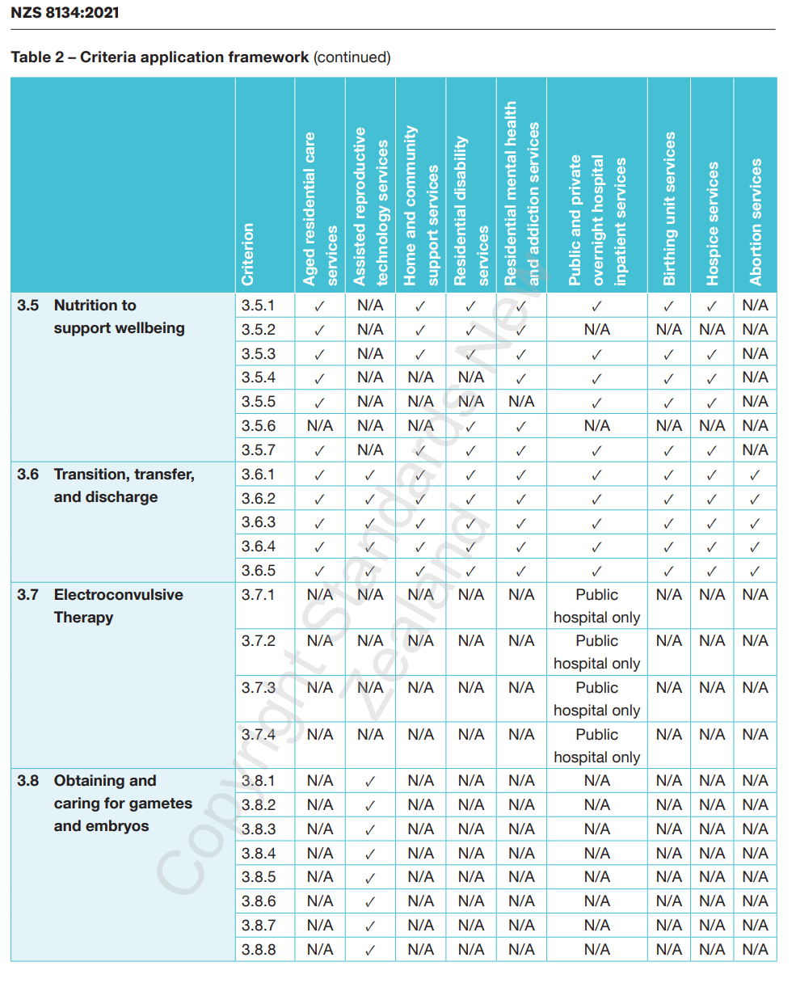 NZS 8134:2021
Table 2 – Criteria application framework (continued)
Criterion
Aged residential care
services
Assisted reproductive
technology services
Home and community
support services
Residential disability
services
Residential mental health
and addiction services
Public and private
overnight hospital
inpatient services
Birthing unit services
Hospice services
Abortion services
3.5 Nutrition to
support wellbeing
3.5.1 ✓ N/A ✓ ✓ ✓ ✓ ✓ ✓ N/A
3.5.2 ✓ N/A ✓ ✓ ✓ N/A N/A N/A N/A
3.5.3 ✓ N/A ✓ ✓ ✓ ✓ ✓ ✓ N/A
3.5.4 ✓ N/A N/A N/A ✓ ✓ ✓ ✓ N/A
3.5.5 ✓ N/A N/A N/A N/A ✓ ✓ ✓ N/A
3.5.6 N/A N/A N/A ✓ ✓ N/A N/A N/A N/A
3.5.7 ✓ N/A ✓ ✓ ✓ ✓ ✓ ✓ N/A
3.6 Transition, transfer,
and discharge
3.6.1 ✓ ✓ ✓ ✓ ✓ ✓ ✓ ✓ ✓
3.6.2 ✓ ✓ ✓ ✓ ✓ ✓ ✓ ✓ ✓
3.6.3 ✓ ✓ ✓ ✓ ✓ ✓ ✓ ✓ ✓
3.6.4 ✓ ✓ ✓ ✓ ✓ ✓ ✓ ✓ ✓
3.6.5 ✓ ✓ ✓ ✓ ✓ ✓ ✓ ✓ ✓
3.7 Electroconvulsive
Therapy
3.7.1 N/A N/A N/A N/A N/A Public N/A N/A N/A
hospital only
3.7.2 N/A N/A N/A N/A N/A Public N/A N/A N/A
hospital only
3.7.3 N/A N/A N/A N/A N/A Public N/A N/A N/A
hospital only
3.7.4 N/A N/A N/A N/A N/A Public N/A N/A N/A
hospital only
3.8 Obtaining and
caring for gametes
and embryos
3.8.1 N/A ✓ N/A N/A N/A N/A N/A N/A N/A
3.8.2 N/A ✓ N/A N/A N/A N/A N/A N/A N/A
3.8.3 N/A ✓ N/A N/A N/A N/A N/A N/A N/A
3.8.4 N/A ✓ N/A N/A N/A N/A N/A N/A N/A
3.8.5 N/A ✓ N/A N/A N/A N/A N/A N/A N/A
3.8.6 N/A ✓ N/A N/A N/A N/A N/A N/A N/A
3.8.7 N/A ✓ N/A N/A N/A N/A N/A N/A N/A
3.8.8 N/A ✓ N/A N/A N/A N/A N/A N/A N/A
Copyright Standards New
Zealand